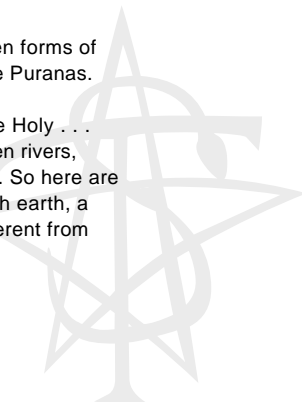 en forms of
e Puranas.
e Holy . . .
en rivers,
. So here are
h earth, a
erent from